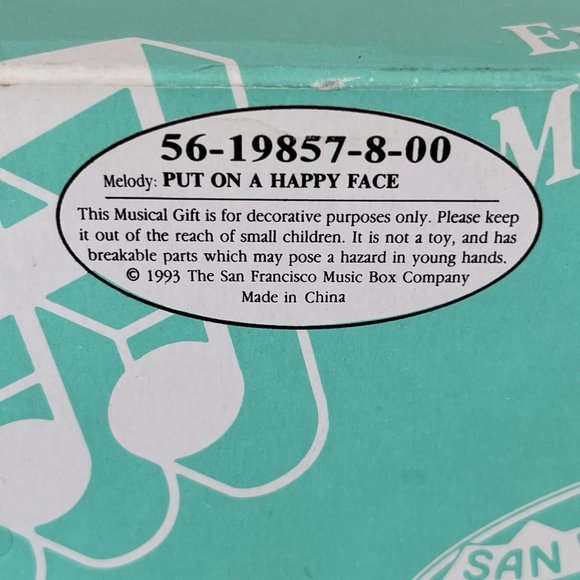 56-19857-8-00
Melody: PUT ON A HAPPY FACE
This Musical Gift is for decorative purposes only. Please keep
it out of the reach of small children. It is not a toy, and has
breakable parts which may pose a hazard in young hands.
© 1993 The San Francisco Music Box Company
Made in China
SAN